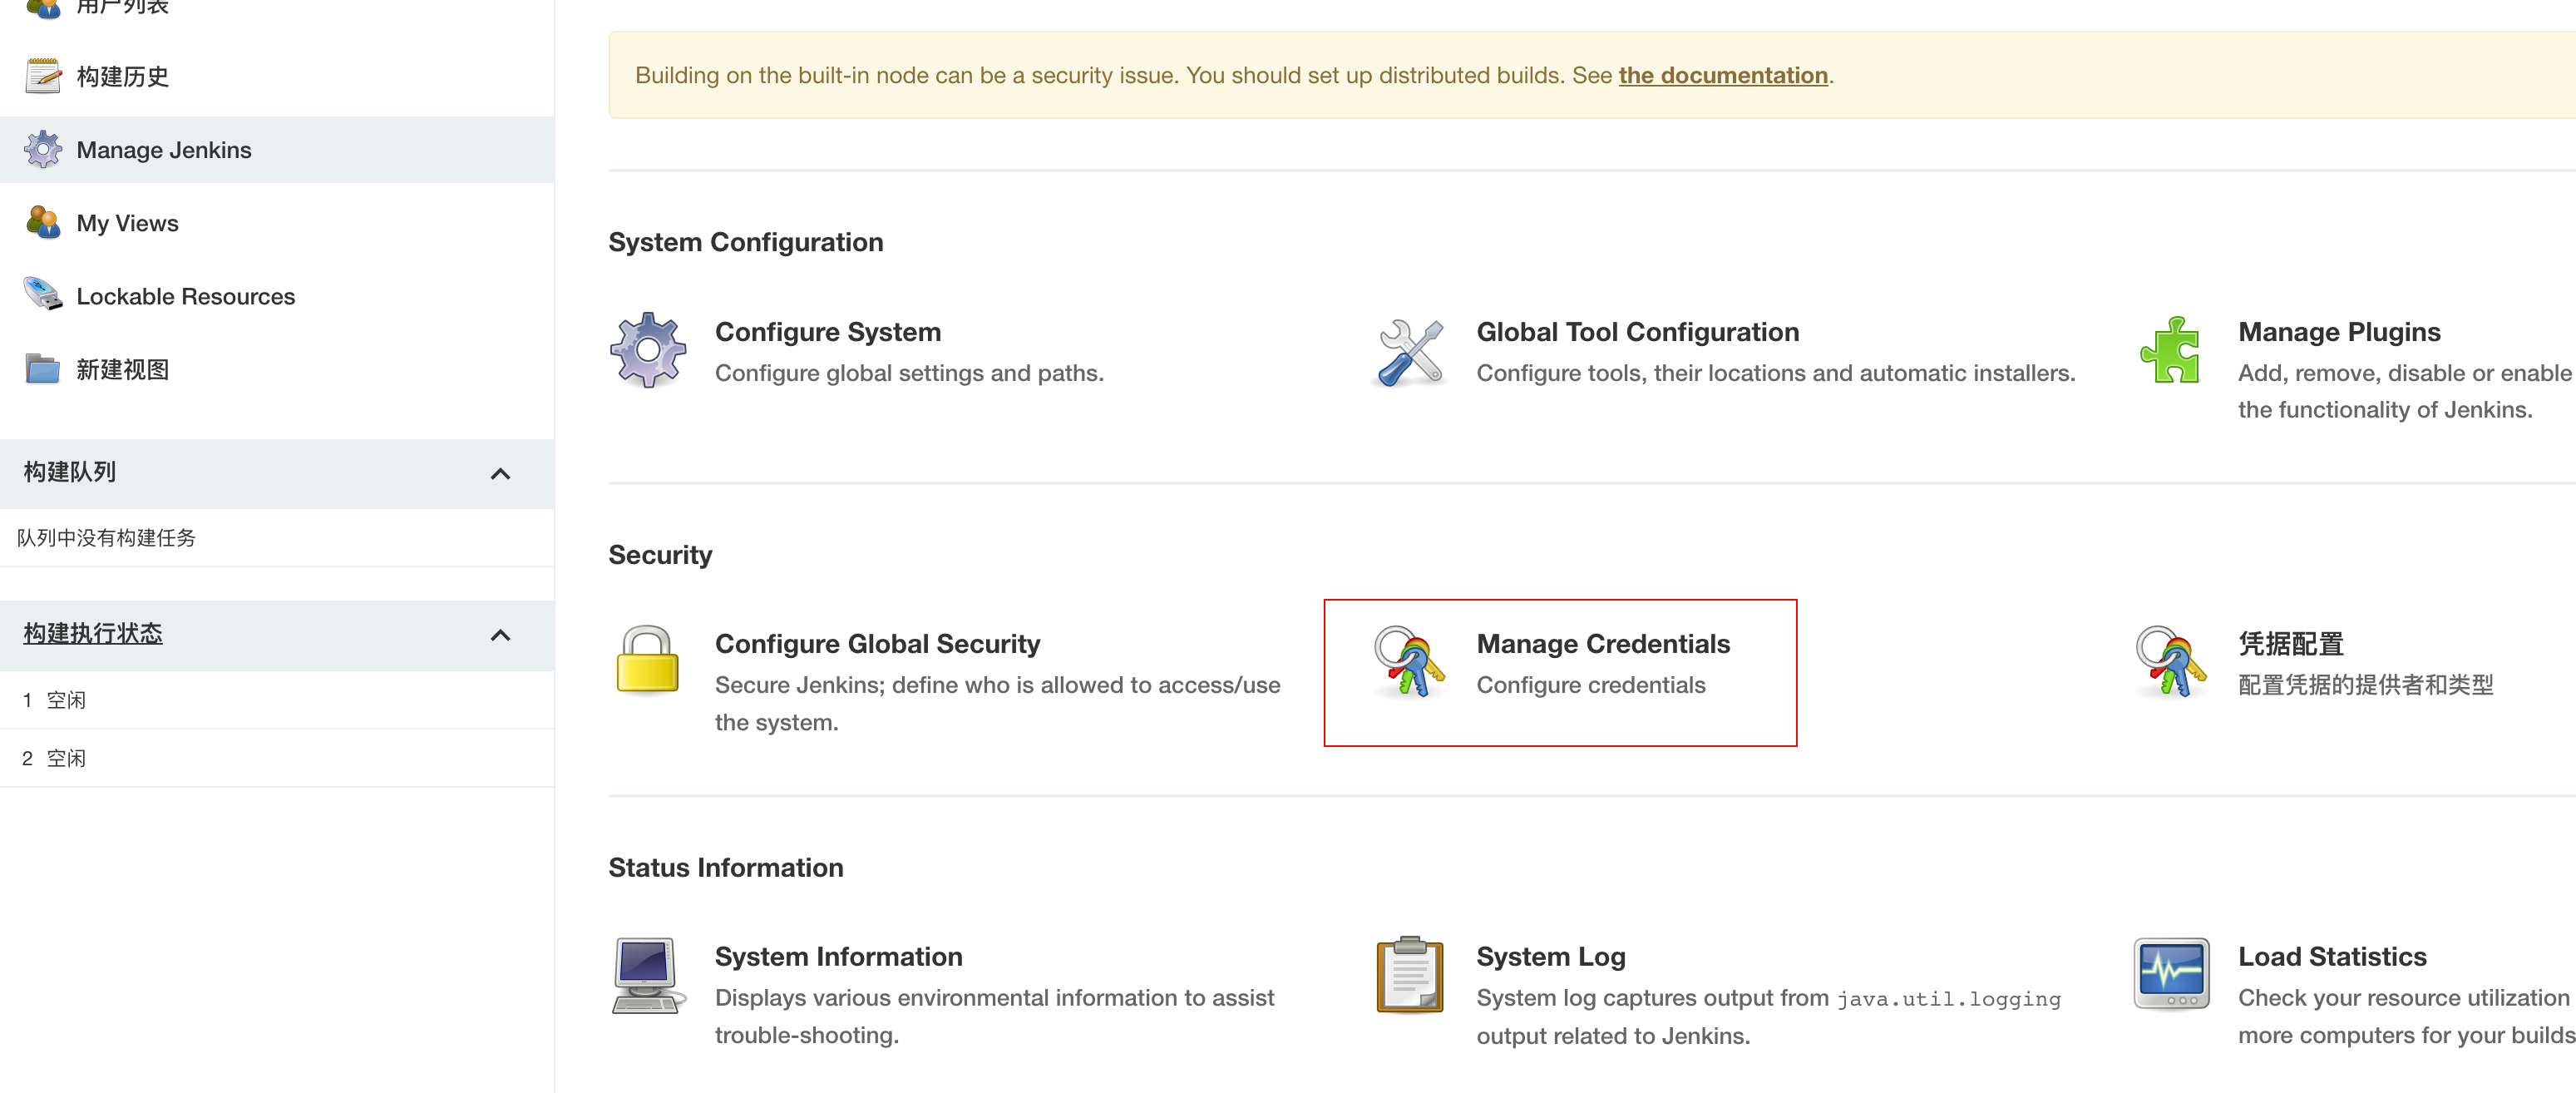 用户列表
构建历史
Manage Jenkins
My Views
Lockable Resources
新建视图
构建队列
队列中没有构建任务
构建执行状态
1 空闲
2 空闲
Building on the built-in node can be a security issue. You should set up distributed builds. See the documentation.
System Configuration
Configure System
Configure global settings and paths.
Global Tool Configuration
Configure tools, their locations and automatic installers.
Manage Plugins
Add, remove, disable or enable
the functionality of Jenkins.
Security
Configure Global Security
Secure Jenkins; define who is allowed to access/use
the system.
Manage Credentials
Configure credentials
凭据配置
配置凭据的提供者和类型
Status Information
System Information
Displays various environmental information to assist
trouble-shooting.
System Log
System log captures output from java.util.logging
output related to Jenkins.
Load Statistics
Check your resource utilization
more computers for your builds